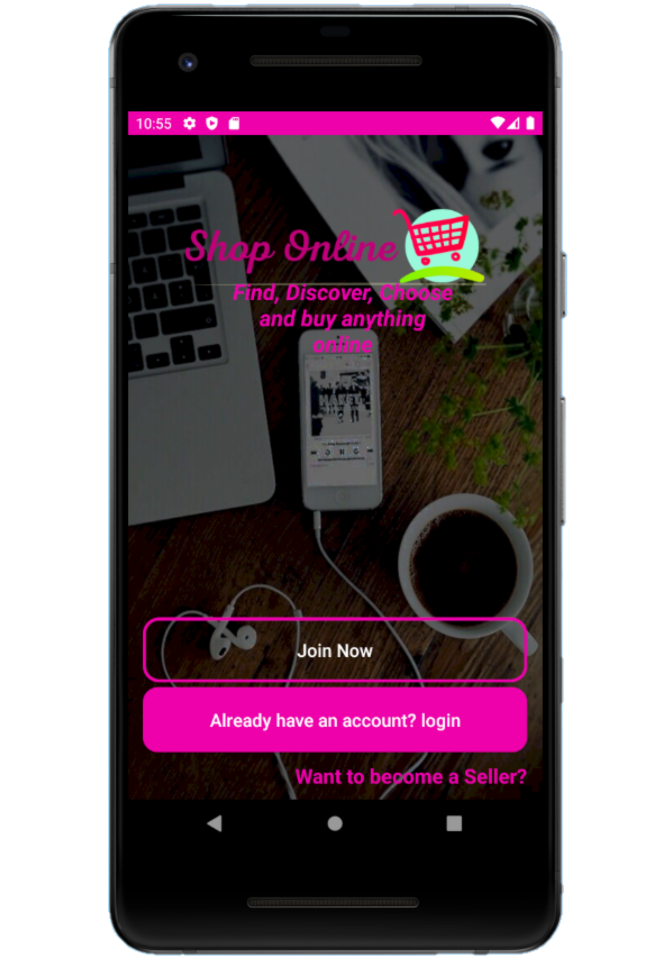 10:55
Shop Online
Find, Discover, Choose
and buy anything
online
Join Now
Already have an account? login
Want to become a Seller?